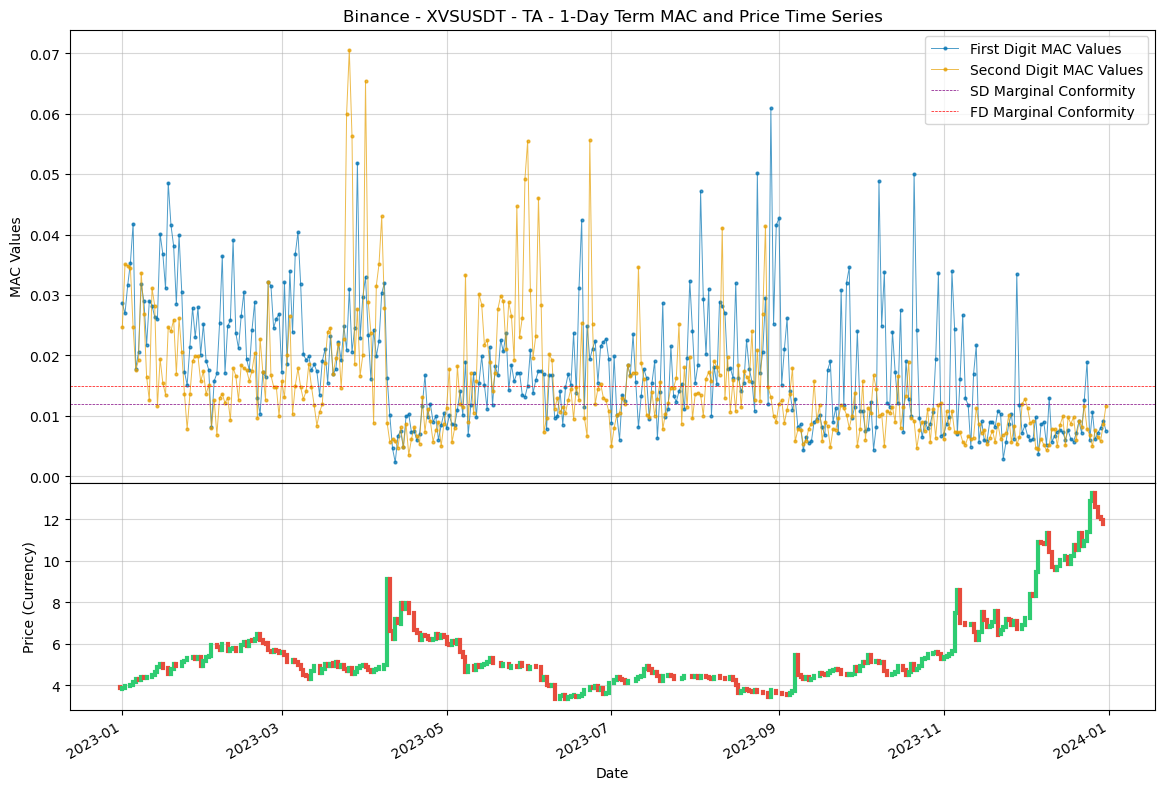 Binance - XVSUSDT - TA - 1-Day Term MAC and Price Time Series
First Digit MAC Values
Second Digit MAC Values
SD Marginal Conformity
FD Marginal Conformity
MAC Values
0.07
0.06
0.05
0.04
0.03
0.02
0.01
0.00
Price (Currency)
12
10
8
6
4
2023-01
2023-03
2023-05
2023-07
2023-09
2023-11
2024-01
Date